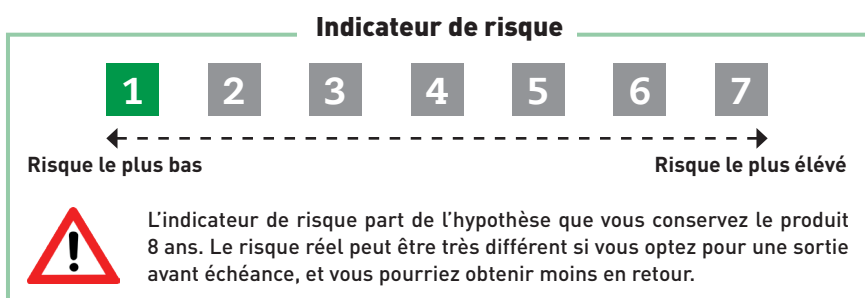 Indicateur de risque
1 2 3 4 5 6 7
Risque le plus bas Risque le plus élévé
L'indicateur de risque part de l'hypothèse que vous conservez le produit
8 ans. Le risque réel peut être très différent si vous optez pour une sortie
avant échéance, et vous pourriez obtenir moins en retour.